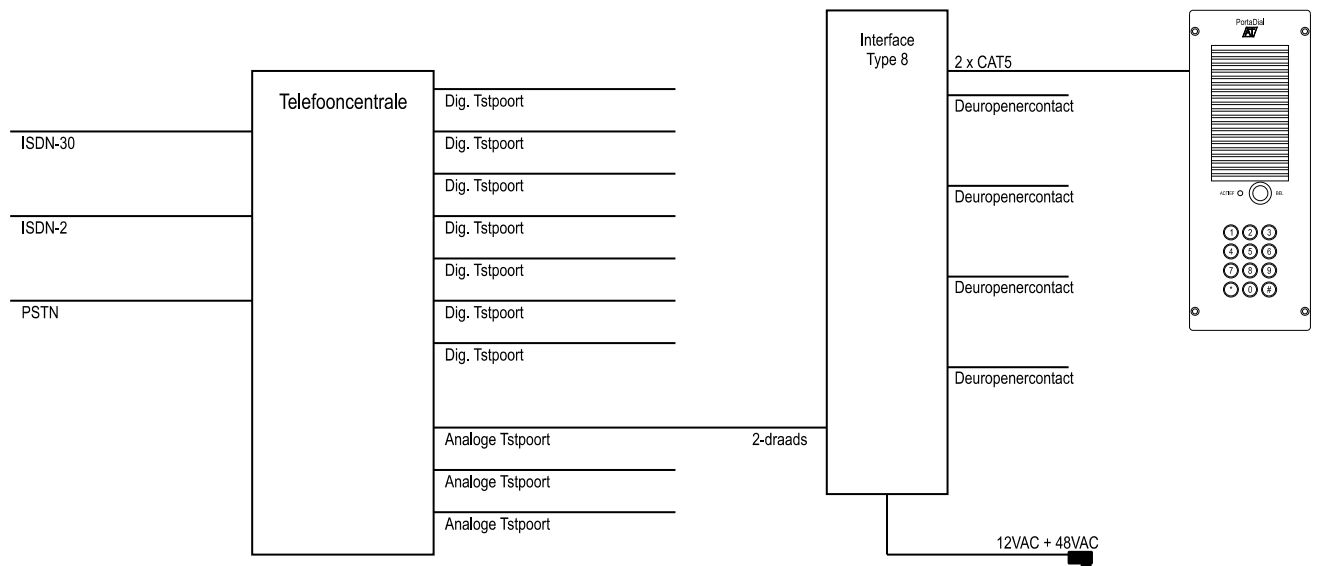 Telefooncentrale
ISDN-30
ISDN-2
PSTN
Dig. Tstpoort
Dig. Tstpoort
Dig. Tstpoort
Dig. Tstpoort
Dig. Tstpoort
Dig. Tstpoort
Dig. Tstpoort
Analoge Tstpoort
Analoge Tstpoort
Analoge Tstpoort
2-draads
Interface
Type 8
2 x CAT5
Deuropenercontact
Deuropenercontact
Deuropenercontact
Deuropenercontact
12VAC + 48VAC
PortaDial
ACTIEF BEL
1 2 3
4 5 6
7 8 9
* 0 #